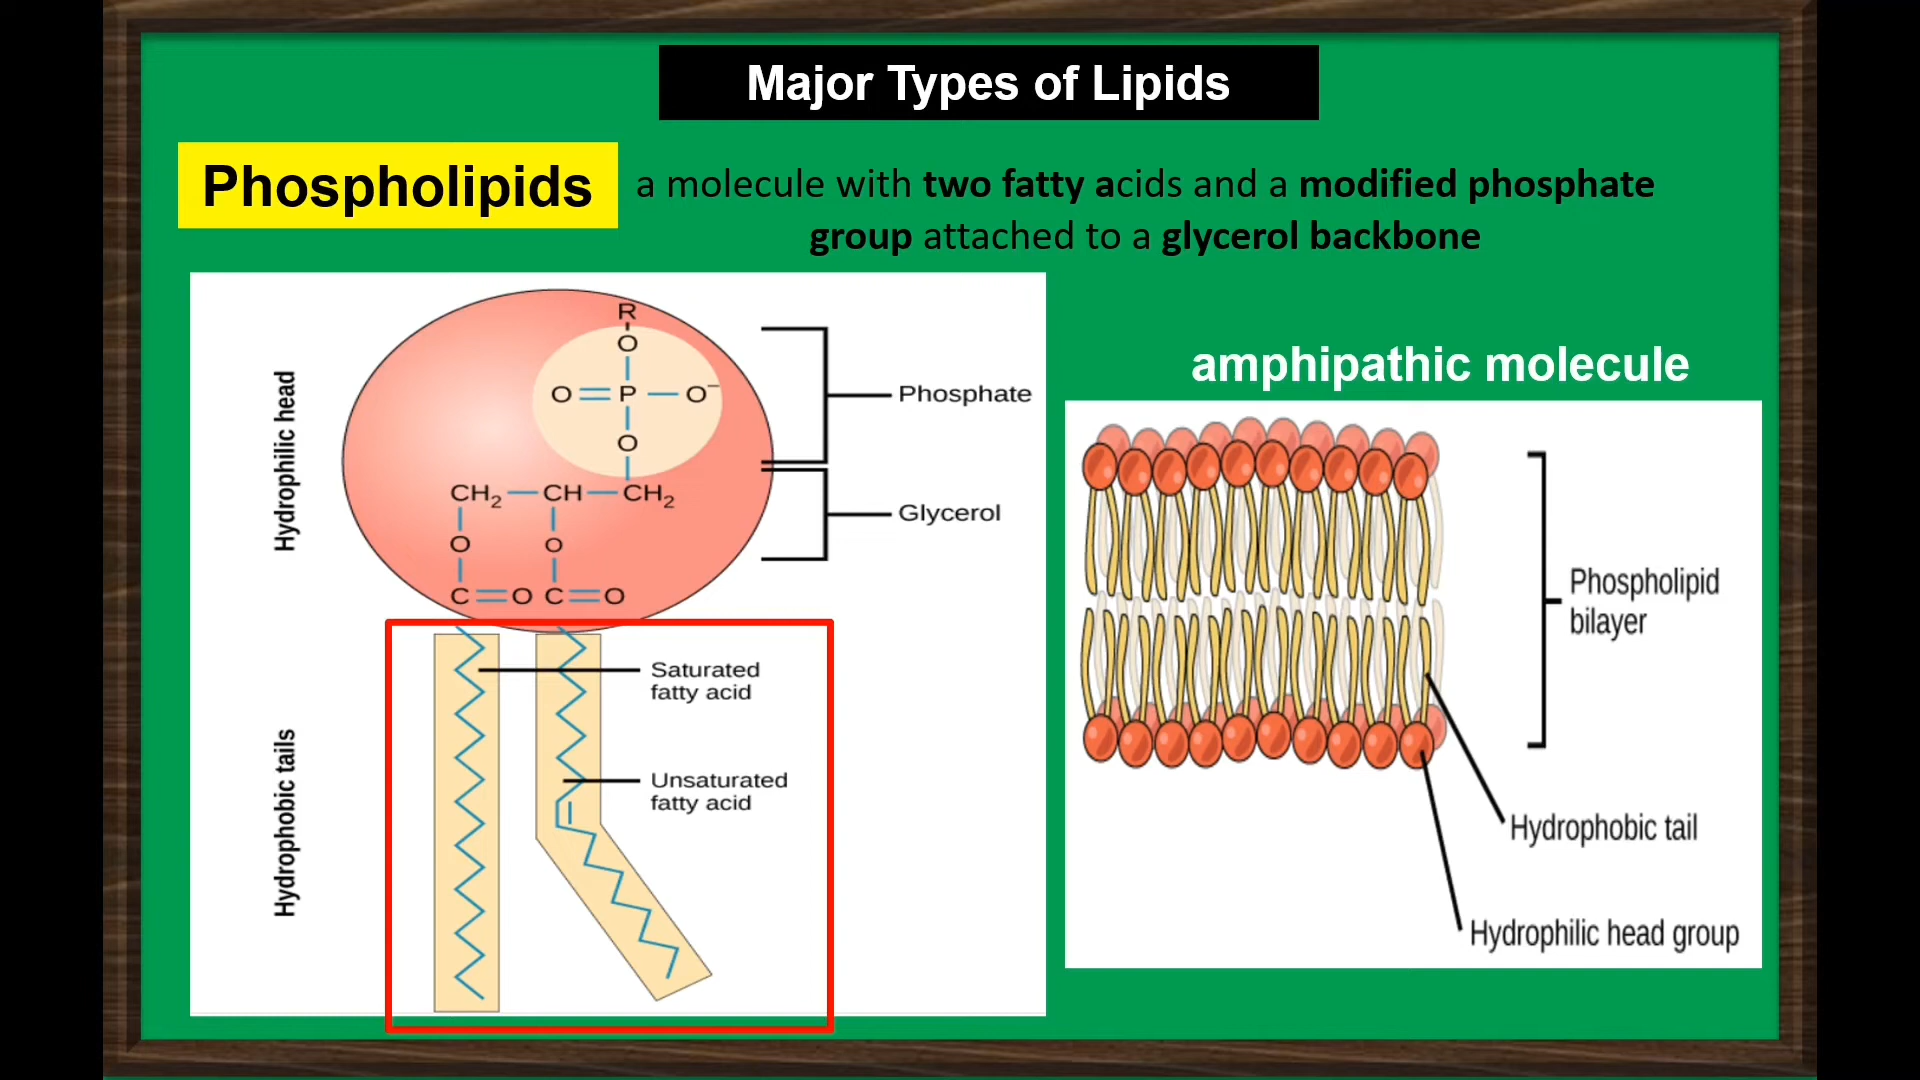 Major Types of Lipids
Phospholipids
a molecule with two fatty acids and a modified phosphate
group attached to a glycerol backbone
Hydrophilic head
R
O
O=P—O⁻
O
CH₂—CH—CH₂
O O
C=O C=O
Phosphate
Glycerol
Hydrophobic tails
Saturated
fatty acid
Unsaturated
fatty acid
amphipathic molecule
Phospholipid
bilayer
Hydrophobic tail
Hydrophilic head group